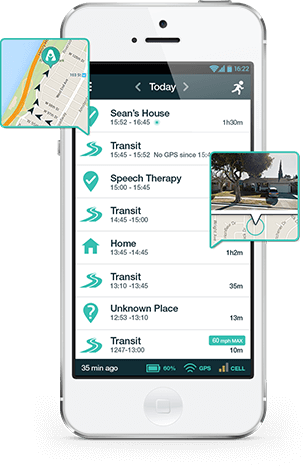 16:22
Today
Sean's House
15:52 - 16:45
1h30m
Transit
15:45 - 15:52 No GPS since 15:4
Speech Therapy
15:00 - 15:45
Transit
14:45 -15:00
Home
13:45 -14:45
1h2m
Transit
13:10 -13:45
35m
Unknown Place
12:53 -13:10
13m
Transit
60 mph MAX
1247-13:00
10m
35 min ago
60%
GPS
CELL